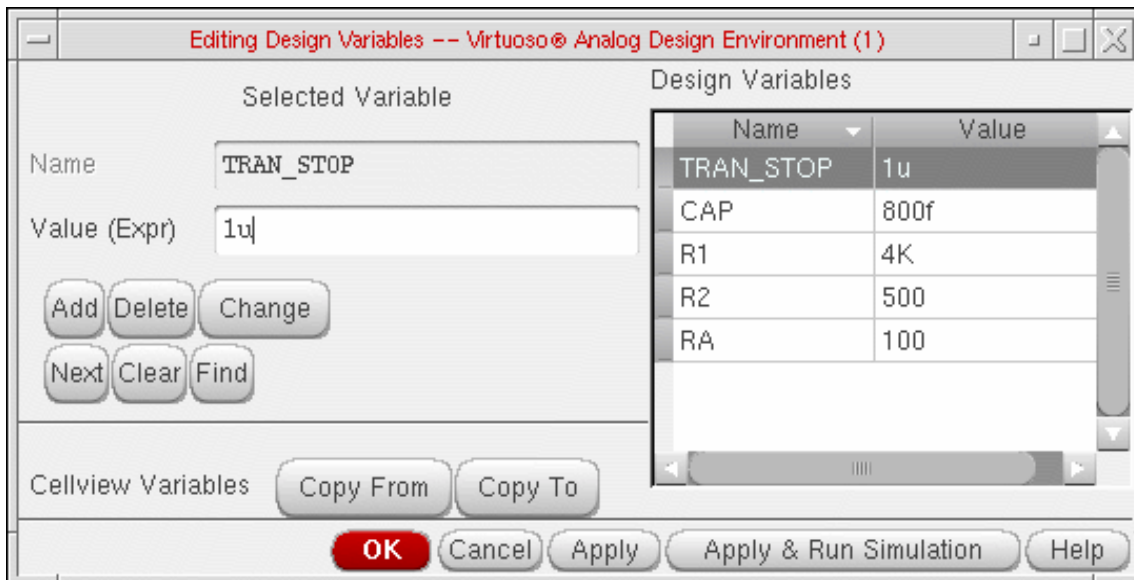 Editing Design Variables -- Virtuoso® Analog Design Environment (1)
Selected Variable
Name TRAN_STOP
Value (Expr) 1u
Add Delete Change
Next Clear Find
Cellview Variables Copy From Copy To
Design Variables
Name Value
TRAN_STOP 1u
CAP 800f
R1 4K
R2 500
RA 100
OK Cancel Apply Apply & Run Simulation Help